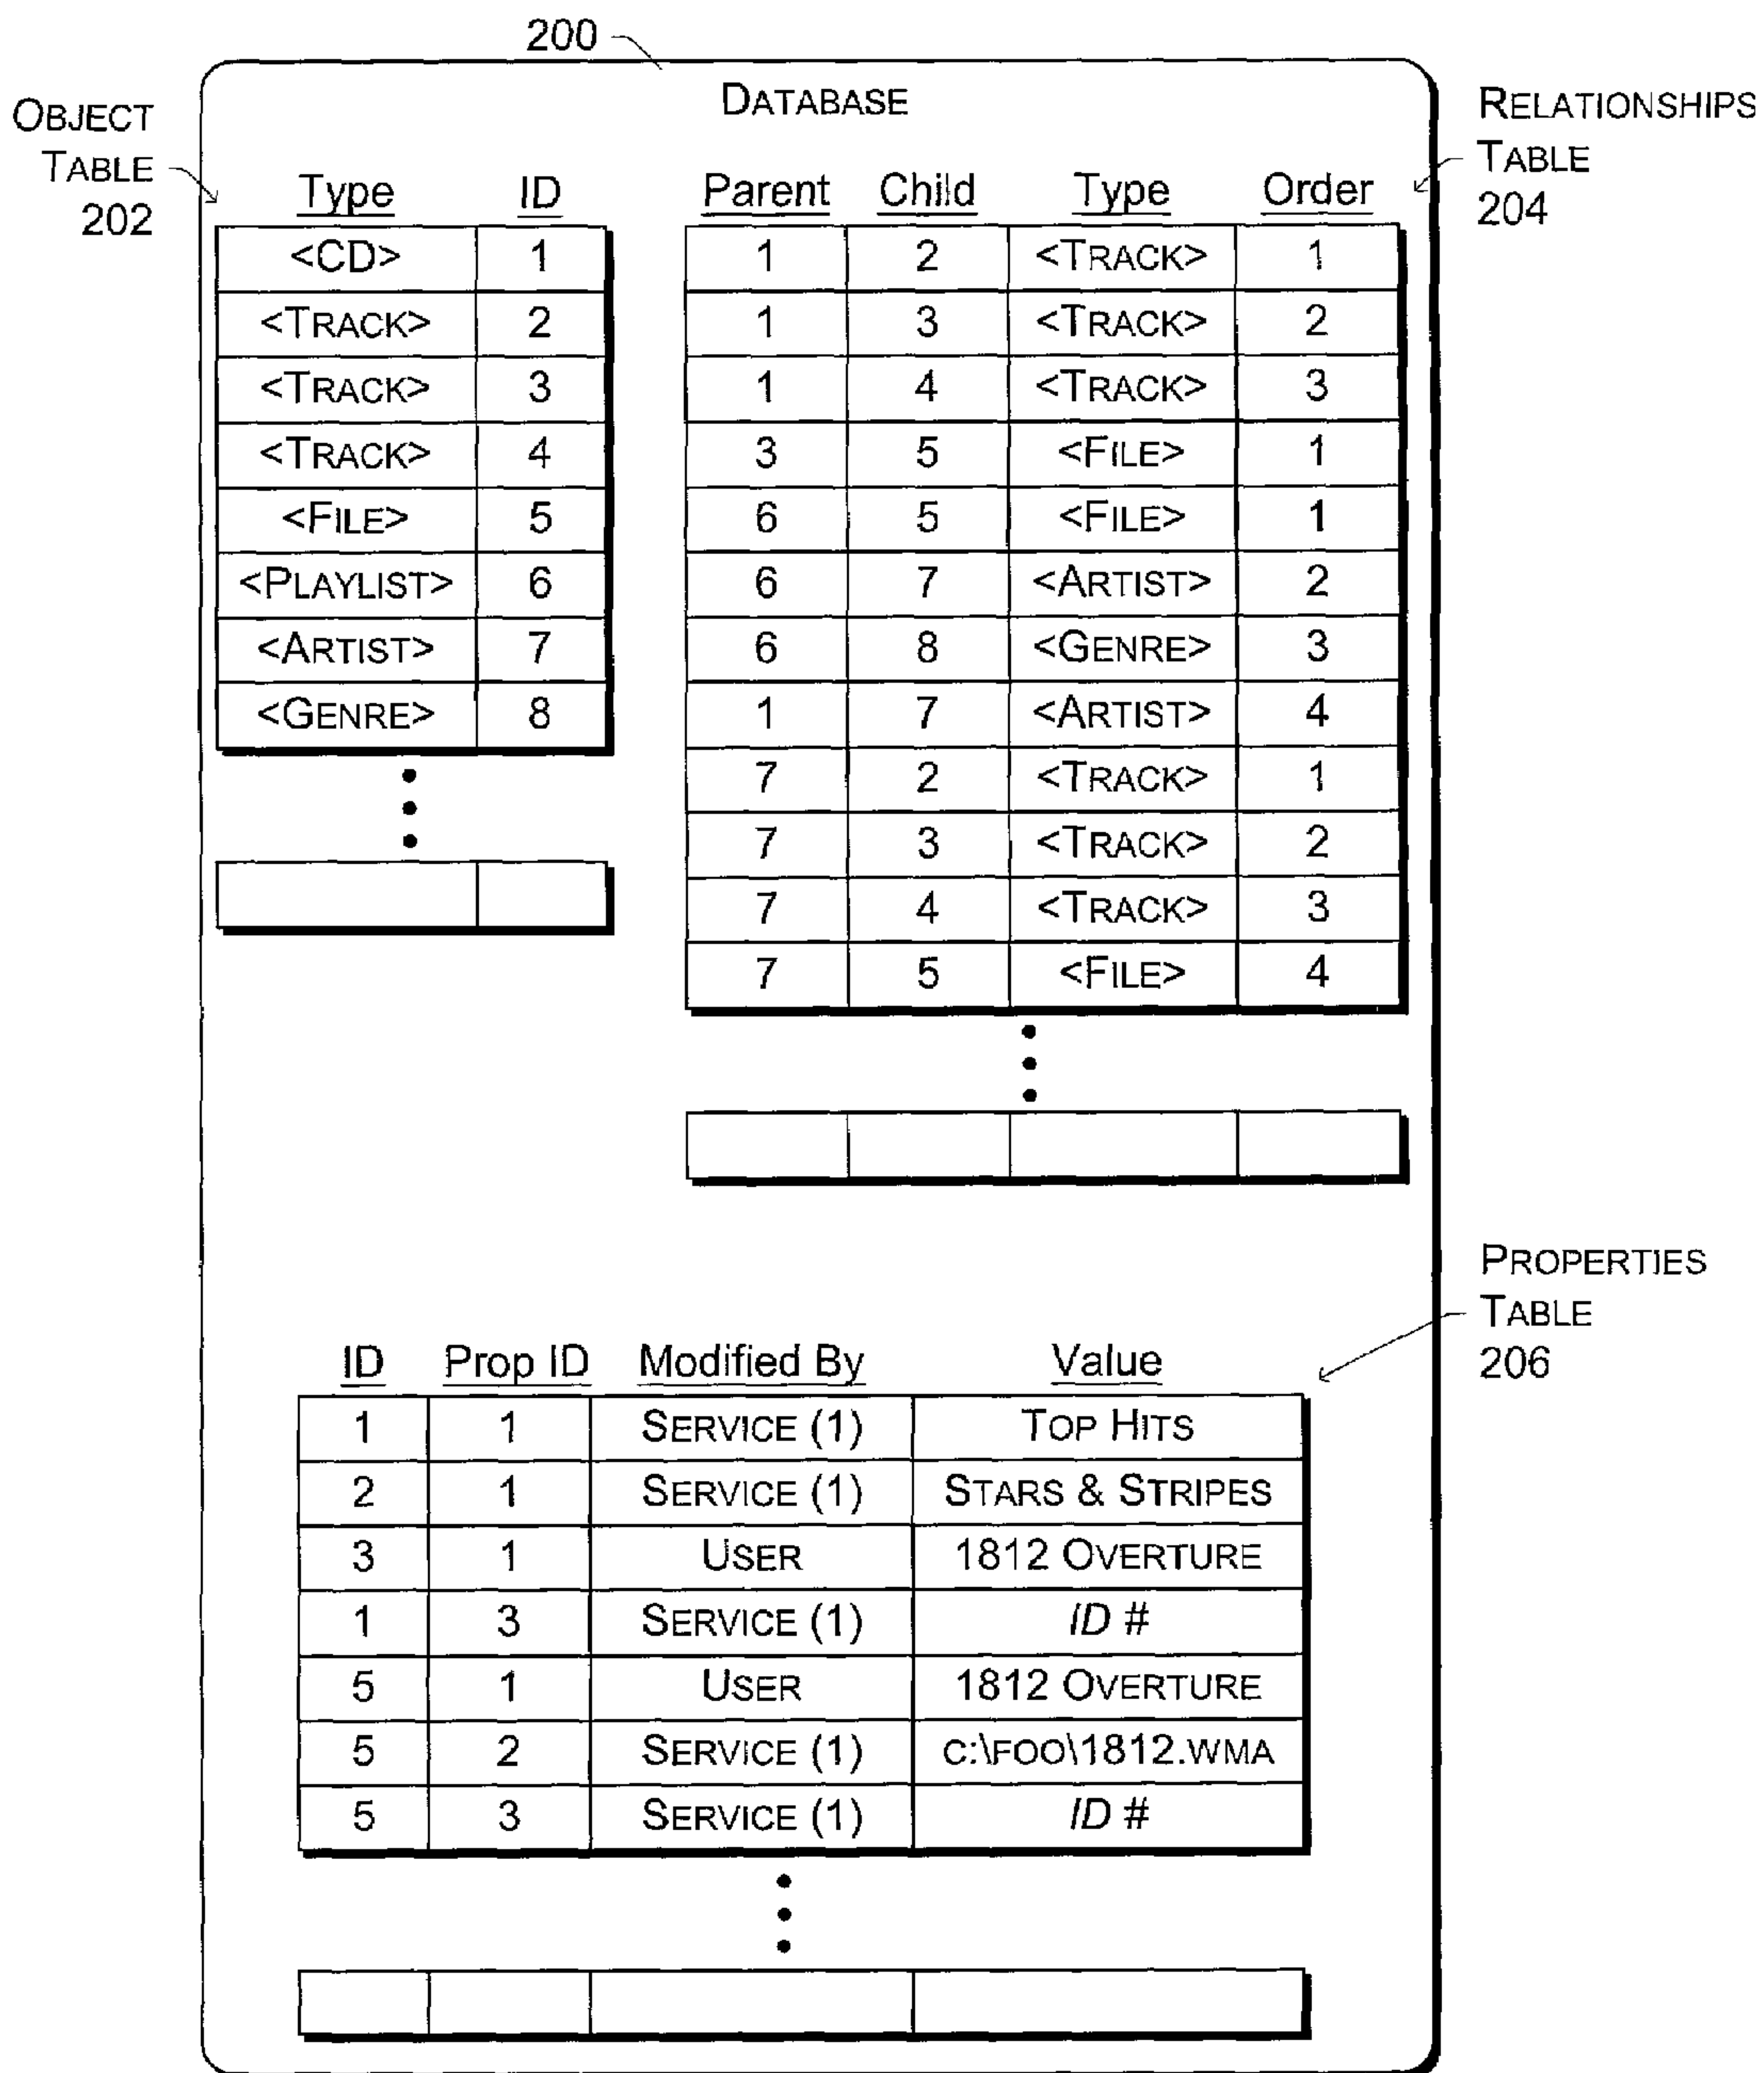 200
DATABASE
OBJECT
TABLE
202
RELATIONSHIPS
TABLE
204
Type ID
<CD> 1
<TRACK> 2
<TRACK> 3
<TRACK> 4
<FILE> 5
<PLAYLIST> 6
<ARTIST> 7
<GENRE> 8
Parent Child Type Order
1 2 <TRACK> 1
1 3 <TRACK> 2
1 4 <TRACK> 3
3 5 <FILE> 1
6 5 <FILE> 1
6 7 <ARTIST> 2
6 8 <GENRE> 3
1 7 <ARTIST> 4
7 2 <TRACK> 1
7 3 <TRACK> 2
7 4 <TRACK> 3
7 5 <FILE> 4
PROPERTIES
TABLE
206
ID Prop ID Modified By Value
1 1 SERVICE (1) TOP HITS
2 1 SERVICE (1) STARS & STRIPES
3 1 USER 1812 OVERTURE
1 3 SERVICE (1) ID #
5 1 USER 1812 OVERTURE
5 2 SERVICE (1) C:\FOO\1812.WMA
5 3 SERVICE (1) ID #